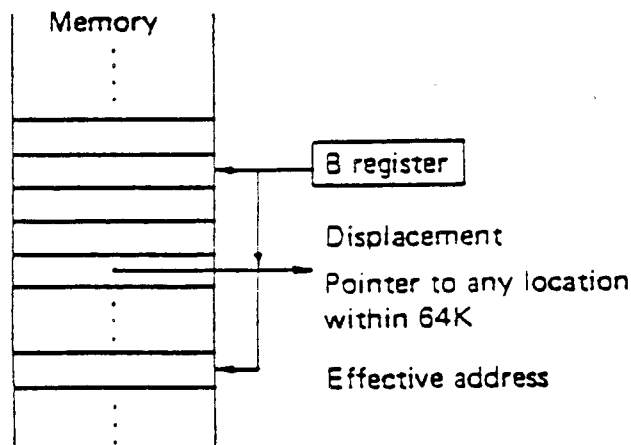 Memory
B register
Displacement
Pointer to any location
within 64K
Effective address